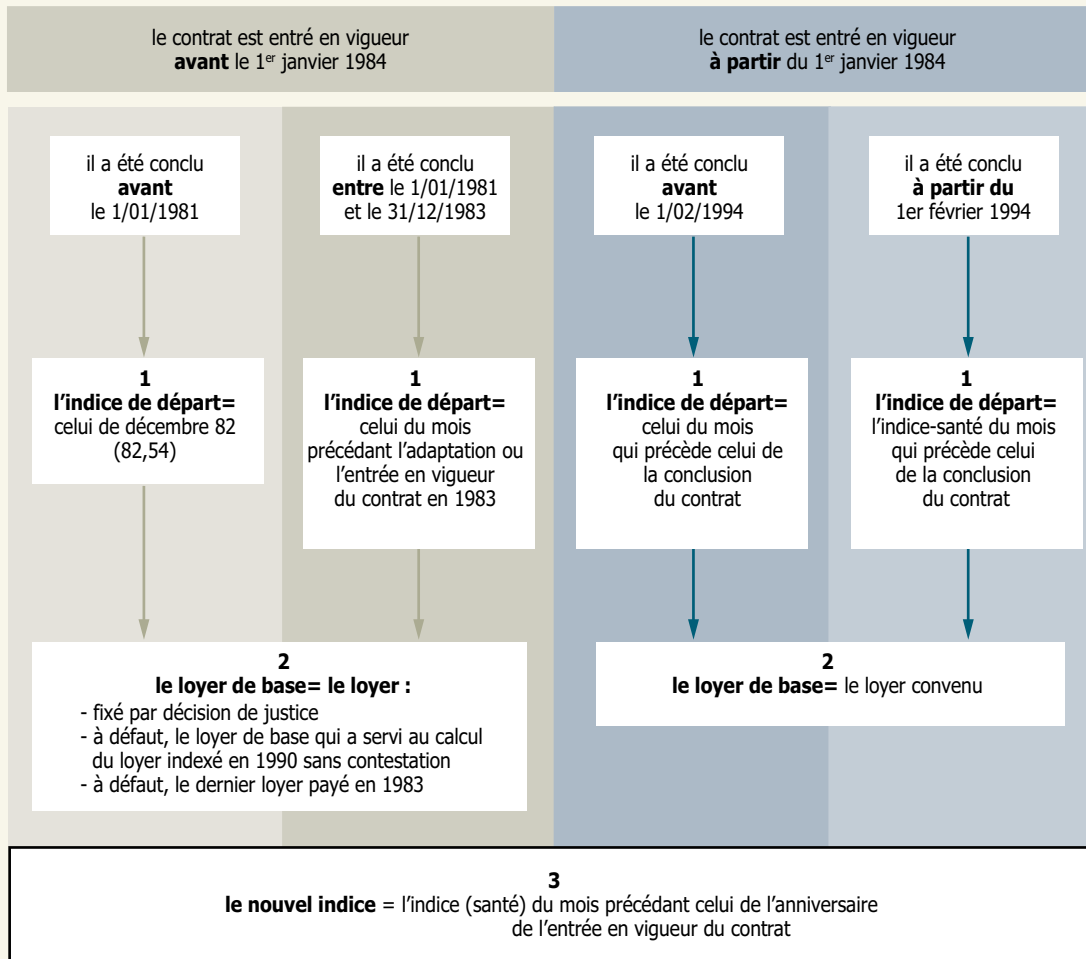 le contrat est entré en vigueur
avant le 1er janvier 1984
le contrat est entré en vigueur
à partir du 1er janvier 1984
il a été conclu
avant
le 1/01/1981
il a été conclu
entre le 1/01/1981
et le 31/12/1983
il a été conclu
avant
le 1/02/1994
il a été conclu
à partir du
1er février 1994
1
l'indice de départ=
celui de décembre 82
(82,54)
1
l'indice de départ=
celui du mois
précédant l'adaptation ou
l'entrée en vigueur
du contrat en 1983
1
l'indice de départ=
celui du mois
qui précède celui de
la conclusion
du contrat
1
l'indice de départ=
l'indice-santé du mois
qui précède celui
de la conclusion
du contrat
2
le loyer de base= le loyer :
- fixé par décision de justice
- à défaut, le loyer de base qui a servi au calcul
du loyer indexé en 1990 sans contestation
- à défaut, le dernier loyer payé en 1983
2
le loyer de base= le loyer convenu
3
le nouvel indice = l'indice (santé) du mois précédant celui de l'anniversaire
de l'entrée en vigueur du contrat